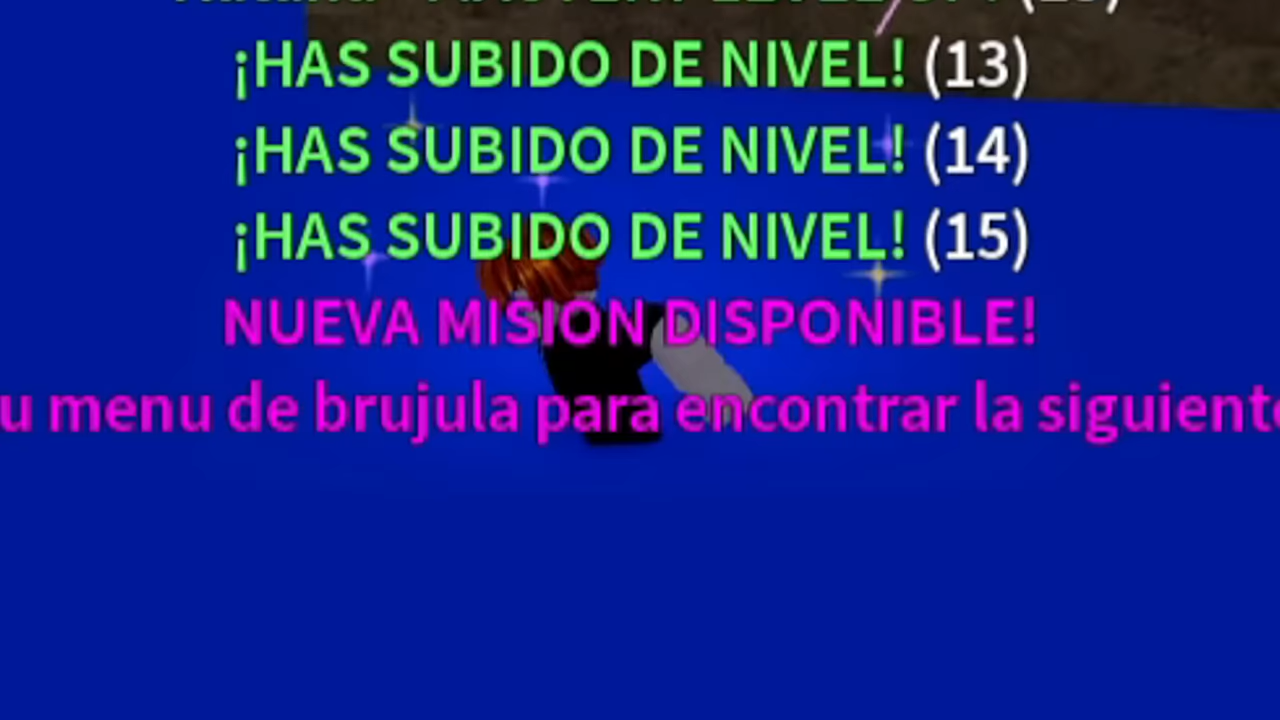 ¡HAS SUBIDO DE NIVEL! (13)
¡HAS SUBIDO DE NIVEL! (14)
¡HAS SUBIDO DE NIVEL! (15)
NUEVA MISION DISPONIBLE!
u menu de brujula para encontrar la siguiente